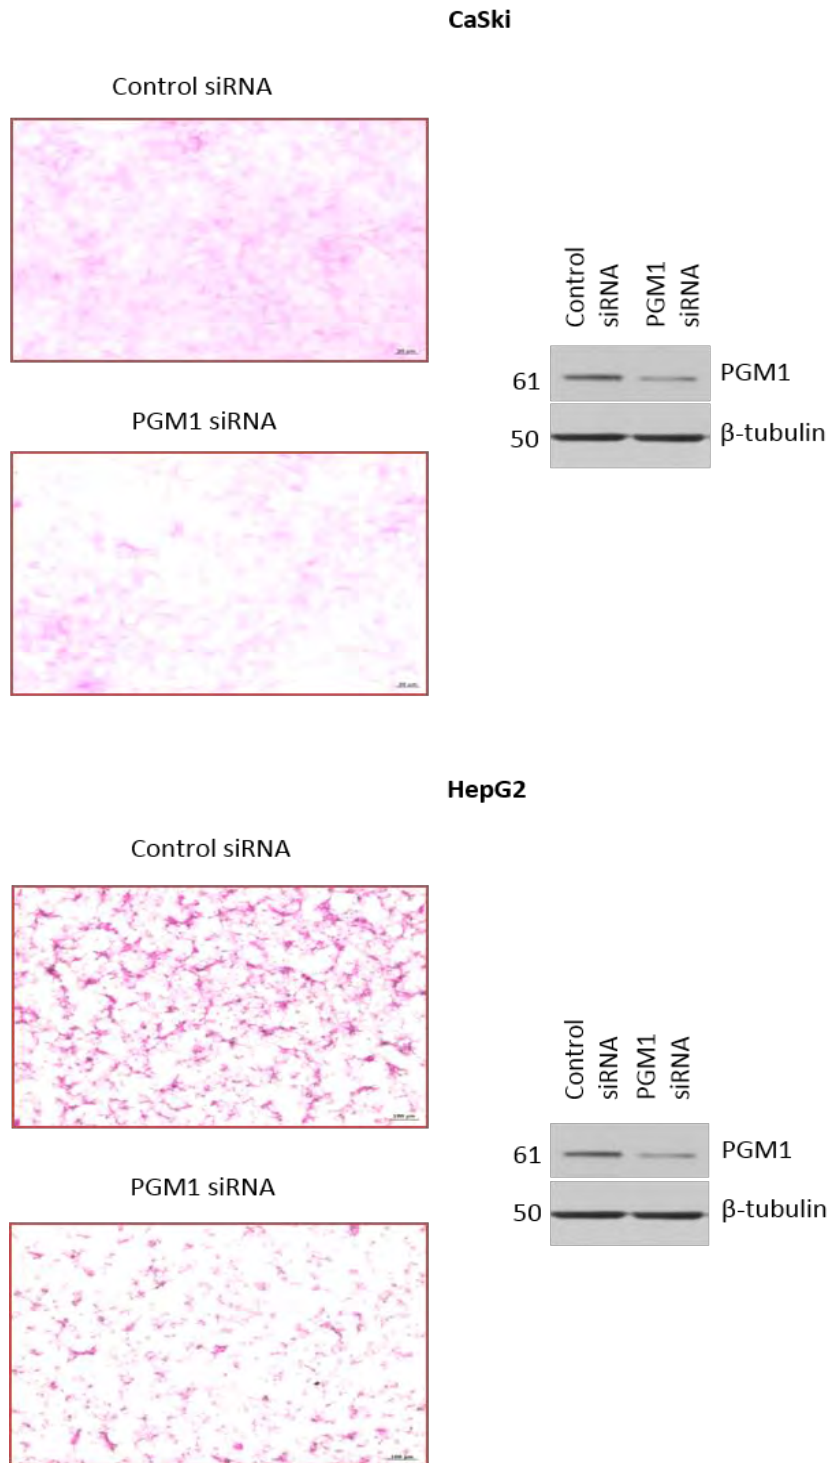 CaSki
Control siRNA
PGM1 siRNA
Control
siRNA
PGM1
siRNA
61
PGM1
50
β-tubulin
HepG2
Control siRNA
PGM1 siRNA
Control
siRNA
PGM1
siRNA
61
PGM1
50
β-tubulin